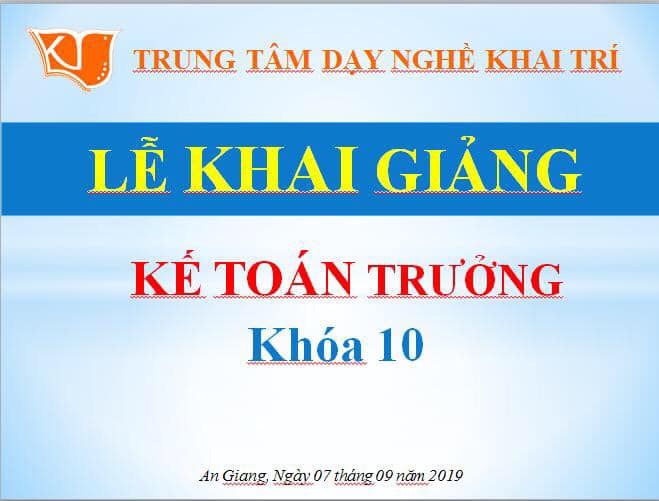 TRUNG TÂM DẠY NGHỀ KHAI TRÍ
LỄ KHAI GIẢNG
KẾ TOÁN TRƯỞNG
Khóa 10
An Giang, Ngày 07 tháng 09 năm 2019